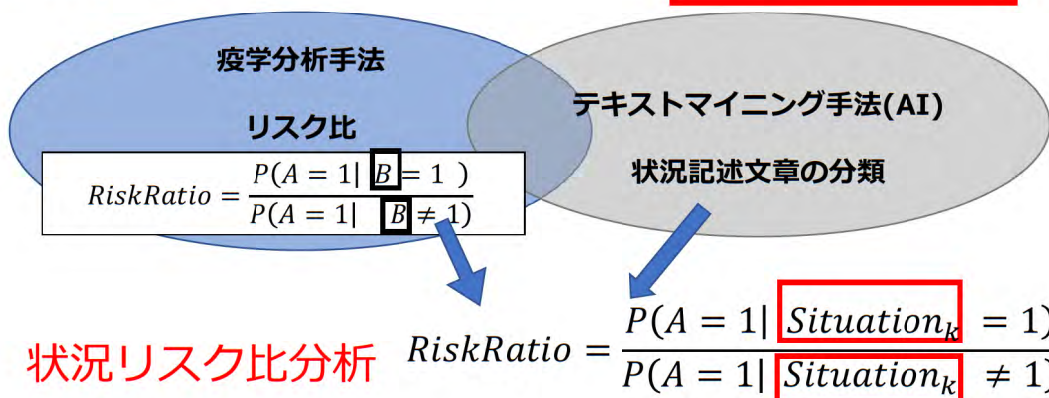 疫学分析手法
リスク比
RiskRatio = P(A = 1| B = 1 ) / P(A = 1| B ≠ 1)
テキストマイニング手法(AI)
状況記述文章の分類
状況リスク比分析
RiskRatio = P(A = 1| Situation_k = 1) / P(A = 1| Situation_k ≠ 1)